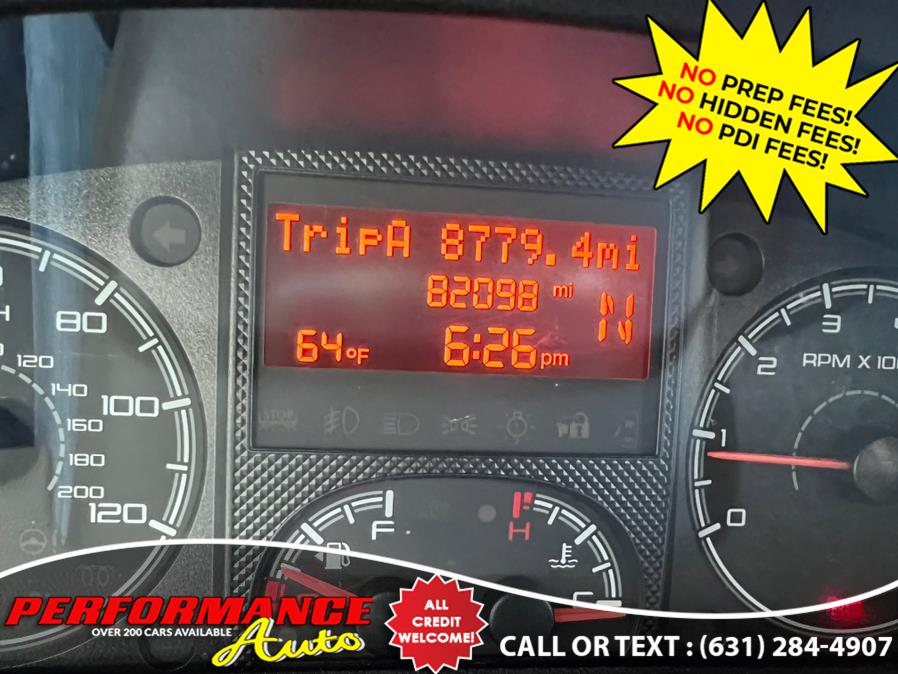 NO PREP FEES!
NO HIDDEN FEES!
NO PDI FEES!
TripA 8779.4mi
82098 mi
N
64°F 6:26pm
STOP
80
100
120
120
140
160
180
200
3
2
1
0
RPM X 100
F
H
PERFORMANCE
OVER 200 CARS AVAILABLE
Auto
ALL
CREDIT
WELCOME!
CALL OR TEXT : (631) 284-4907